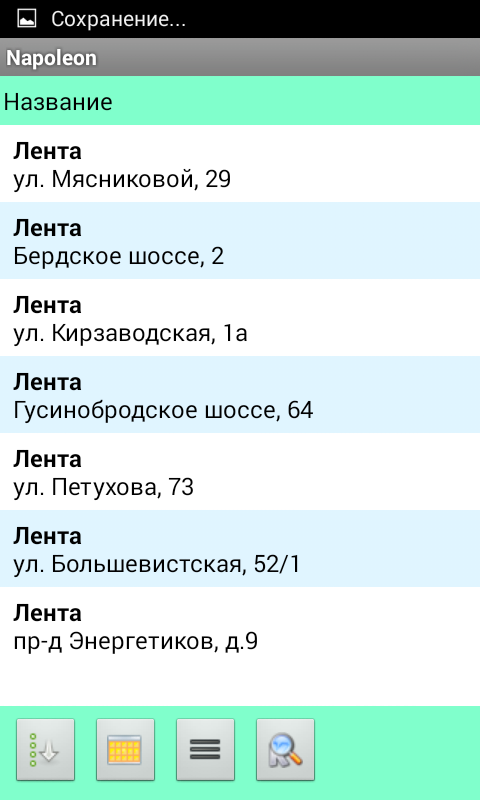 Сохранение...
Napoleon
Название
Лента
ул. Мясниковой, 29
Лента
Бердское шоссе, 2
Лента
ул. Кирзаводская, 1а
Лента
Гусинобродское шоссе, 64
Лента
ул. Петухова, 73
Лента
ул. Большевистская, 52/1
Лента
пр-д Энергетиков, д.9